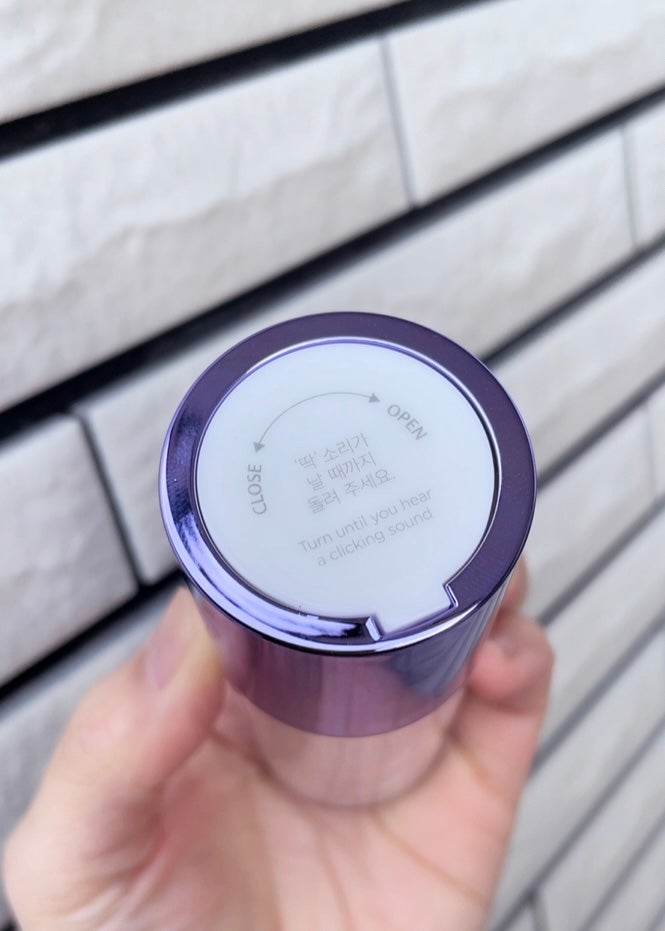 OPEN
CLOSE
'딱' 소리가
날 때까지
돌려 주세요.
Turn until you hear
a clicking sound